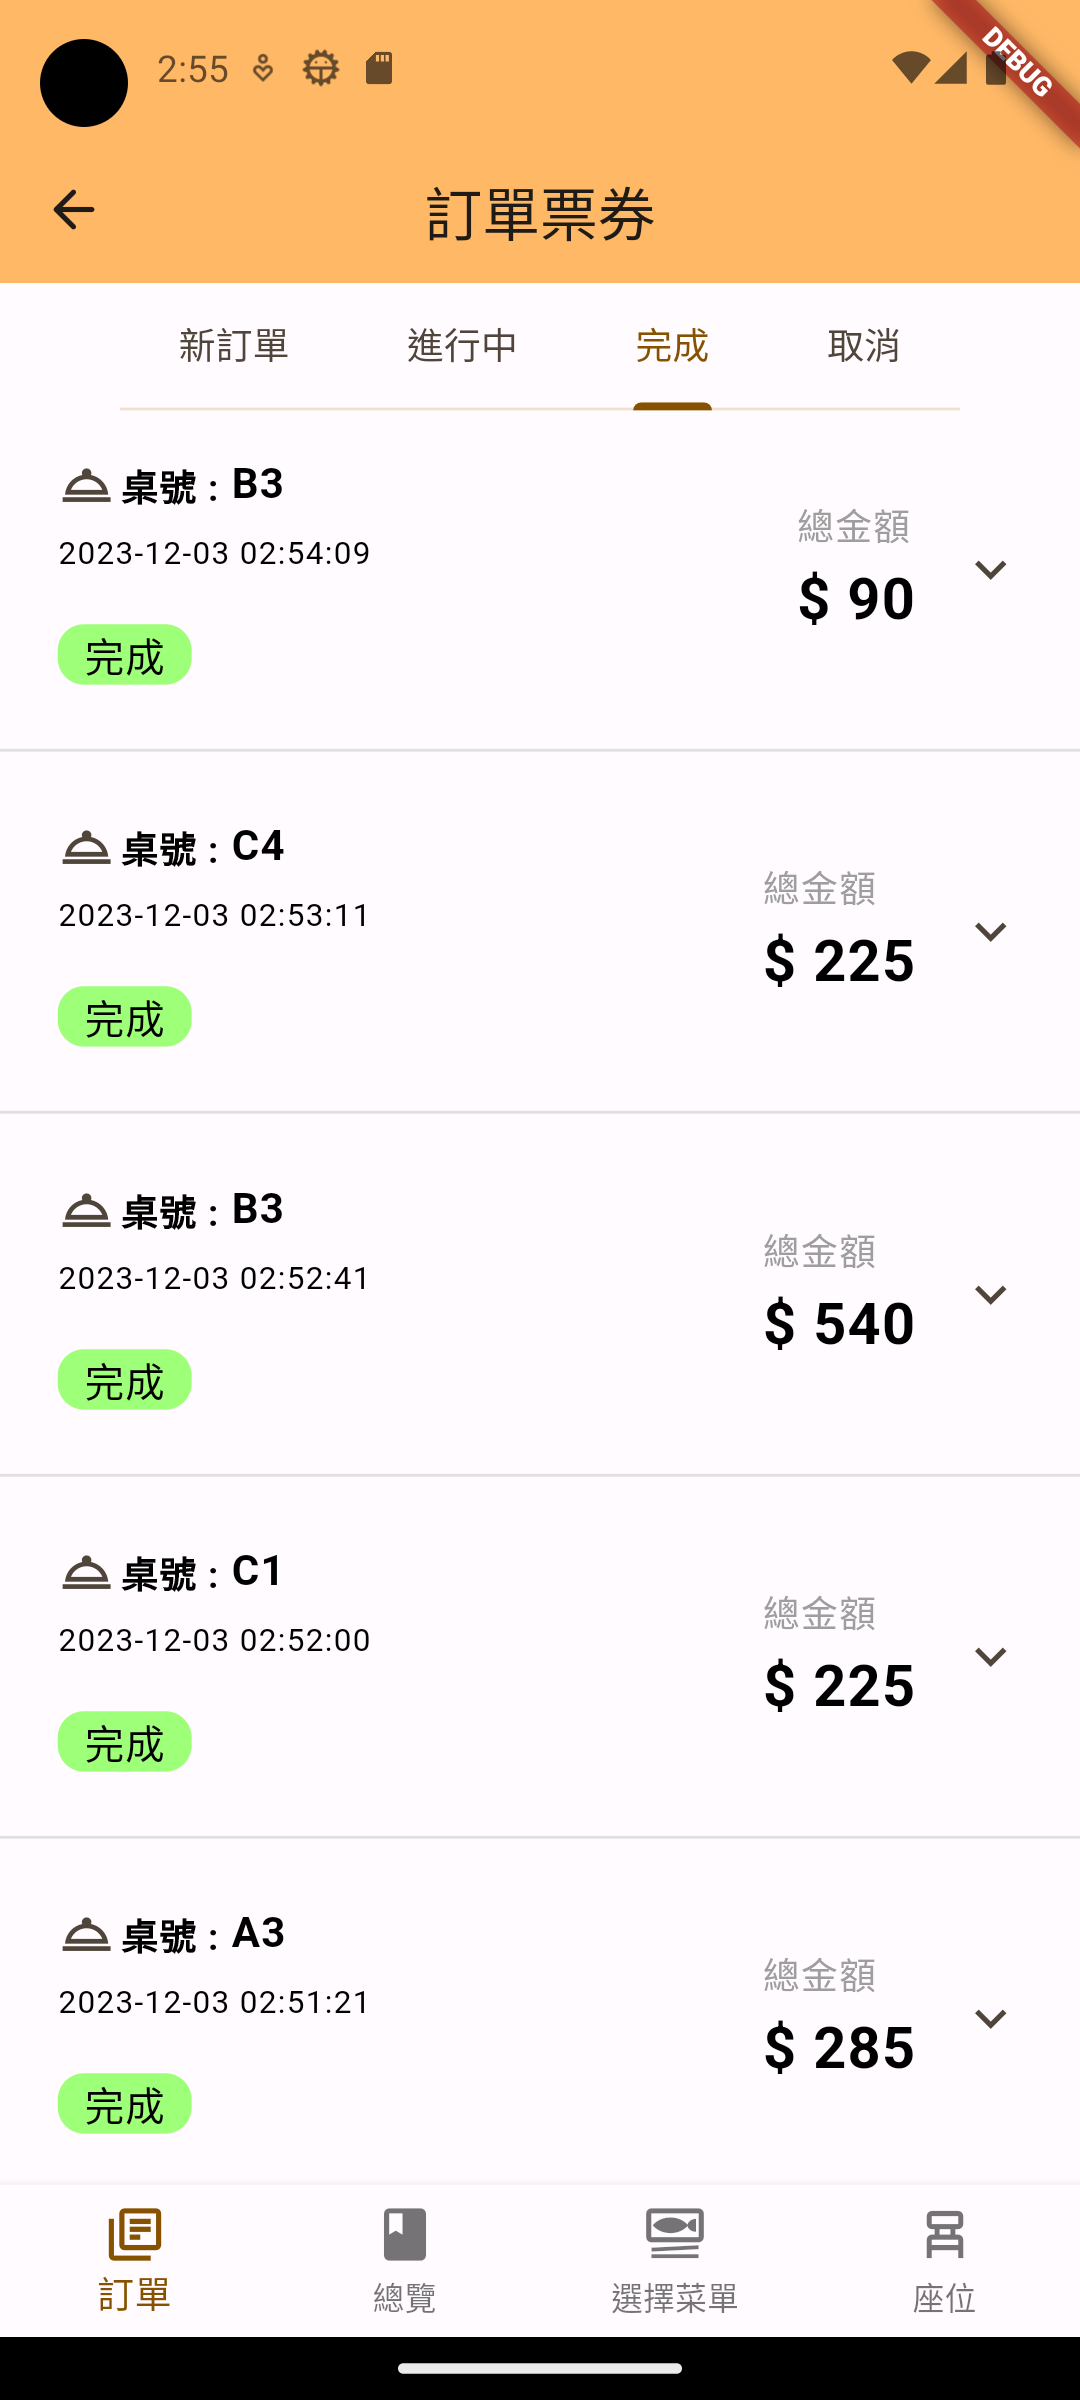 2:55
DEBUG
訂單票券
新訂單 進行中 完成 取消
桌號 : B3
2023-12-03 02:54:09
總金額
$ 90
完成
桌號 : C4
2023-12-03 02:53:11
總金額
$ 225
完成
桌號 : B3
2023-12-03 02:52:41
總金額
$ 540
完成
桌號 : C1
2023-12-03 02:52:00
總金額
$ 225
完成
桌號 : A3
2023-12-03 02:51:21
總金額
$ 285
完成
訂單 總覽 選擇菜單 座位